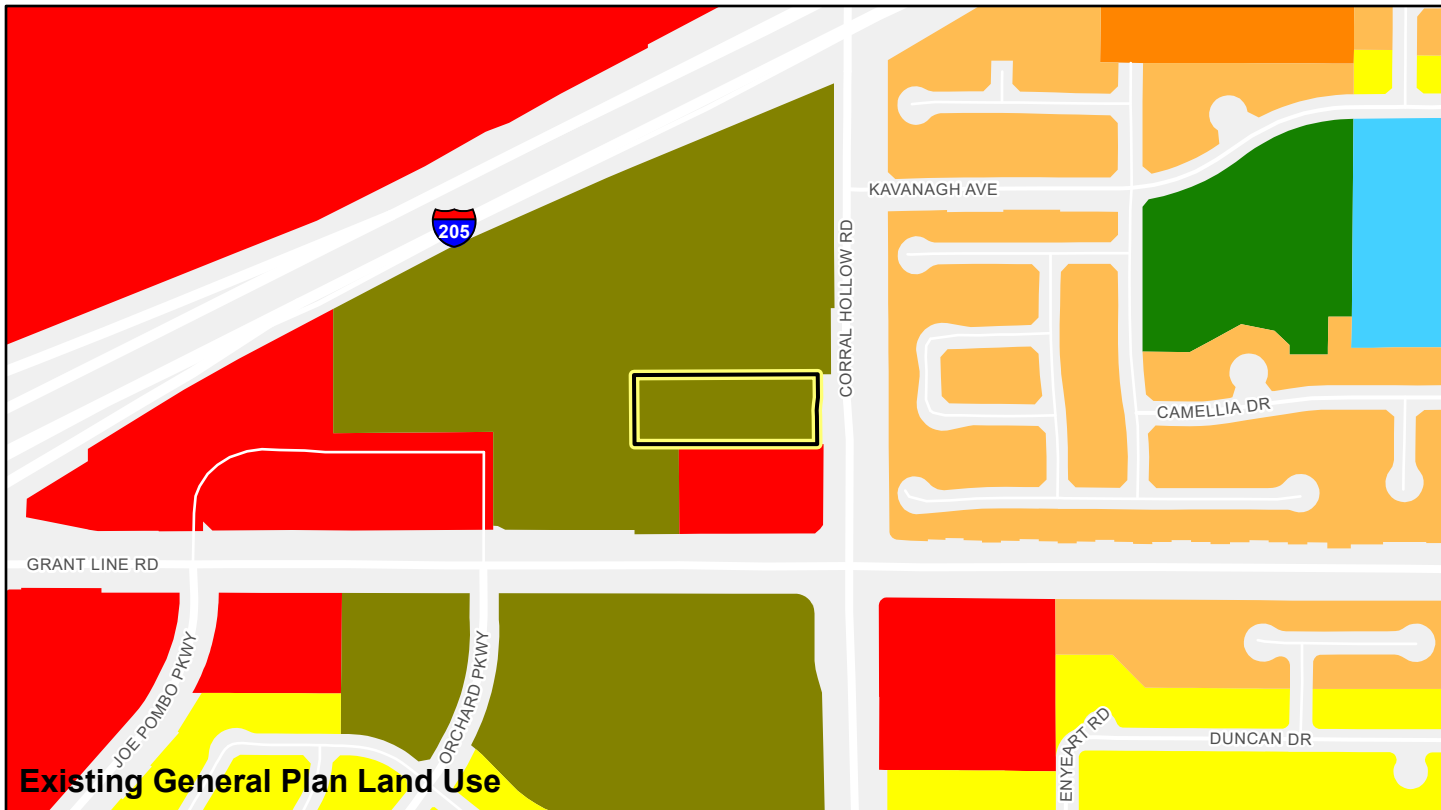 KAVANAGH AVE
205
CORRAL HOLLOW RD
CAMELLIA DR
GRANT LINE RD
JOE POMBO PKWY
ORCHARD PKWY
ENYEART RD
DUNCAN DR
Existing General Plan Land Use